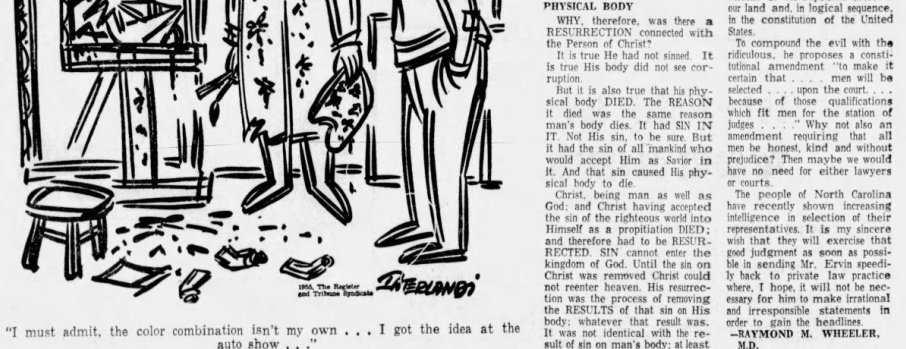 1955, The Register
and Tribune Syndicate
INTERLANDI
"I must admit, the color combination isn't my own . . . I got the idea at the
auto show . . ."
PHYSICAL BODY
WHY, therefore, was there a
RESURRECTION connected with
the Person of Christ?
It is true He had not sinned. It
is true His body did not see cor-
ruption.
But it is also true that his phy-
sical body DIED. The REASON
it died was the same reason
man's body dies. It had SIN IN
IT. Not His sin, to be sure. But
it had the sin of all mankind who
would accept Him as Savior in
it. And that sin caused His phy-
sical body to die.
Christ, being man as well as
God; and Christ having accepted
the sin of the righteous world into
Himself as a propitiation DIED;
and therefore had to be RESUR-
RECTED. SIN cannot enter the
kingdom of God. Until the sin on
Christ was removed Christ could
not reenter heaven. His resurrec-
tion was the process of removing
the RESULTS of that sin on His
body; whatever that result was.
It was not identical with the re-
sult of sin on man's body; at least
our land and, in logical sequence,
in the constitution of the United
States.
To compound the evil with the
ridiculous, he proposes a consti-
tutional amendment "to make it
certain that . . . . men will be
selected . . . . upon the court. . . .
because of those qualifications
which fit men for the station of
judges . . . ." Why not also an
amendment requiring that all
men be honest, kind and without
prejudice? Then maybe we would
have no need for either lawyers
or courts.
The people of North Carolina
have recently shown increasing
intelligence in selection of their
representatives. It is my sincere
wish that they will exercise that
good judgment as soon as possi-
ble in sending Mr. Ervin speedi-
ly back to private law practice
where, I hope, it will not be nec-
essary for him to make irrational
and irresponsible statements in
order to gain the headlines.
—RAYMOND M. WHEELER,
M.D.